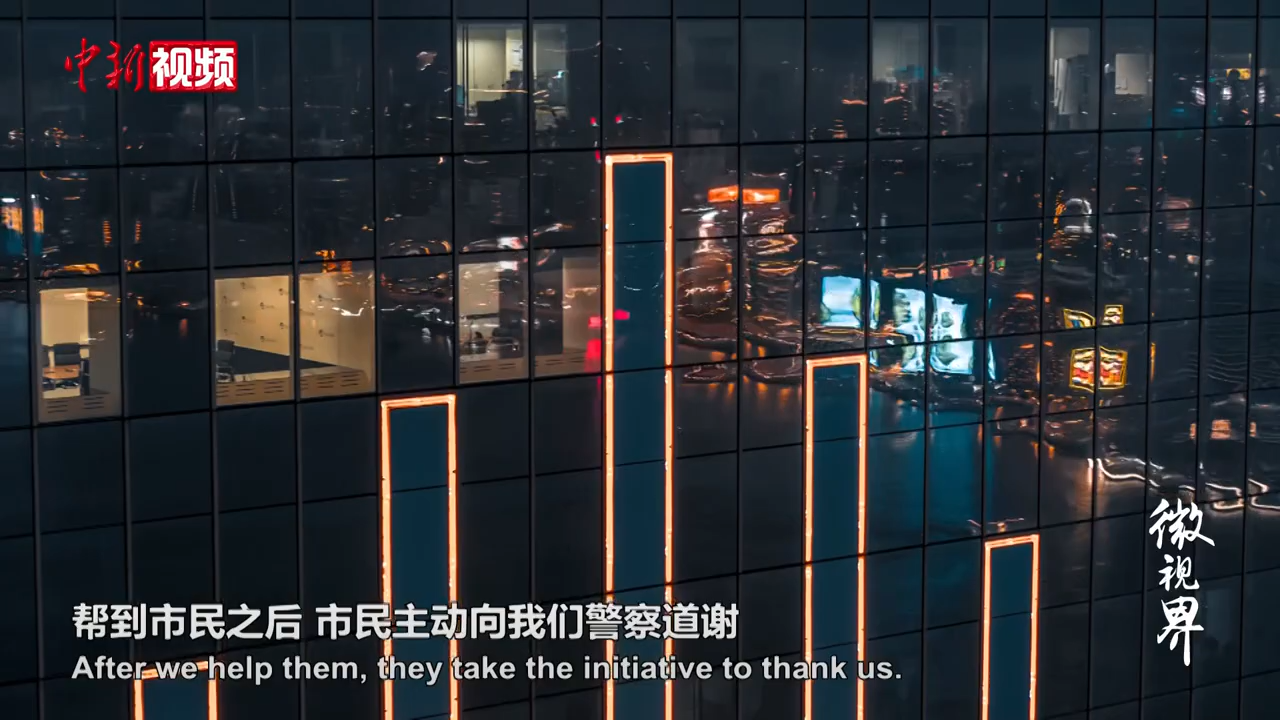 中新视频
微视界
帮到市民之后 市民主动向我们警察道谢
After we help them, they take the initiative to thank us.